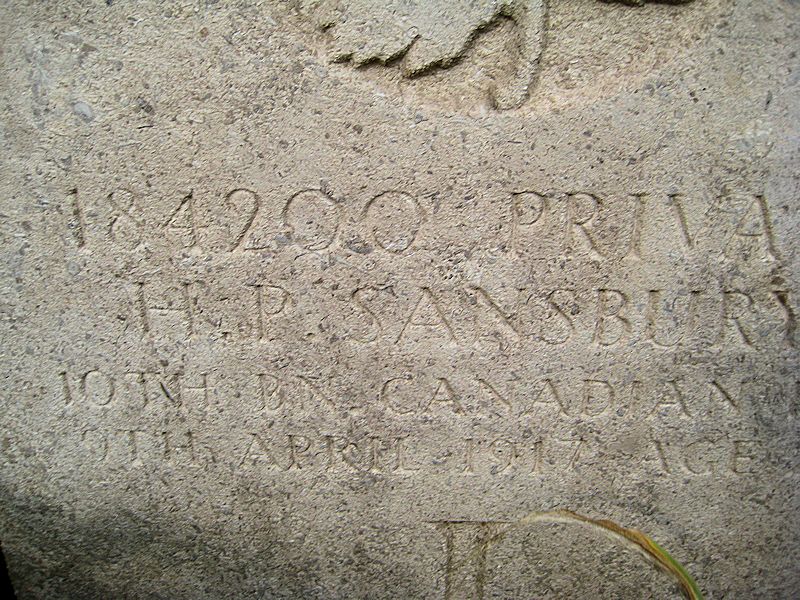 184200 PRIVA
H.P. SANSBURY
10TH BN. CANADIAN
9TH APRIL 1917 AGE